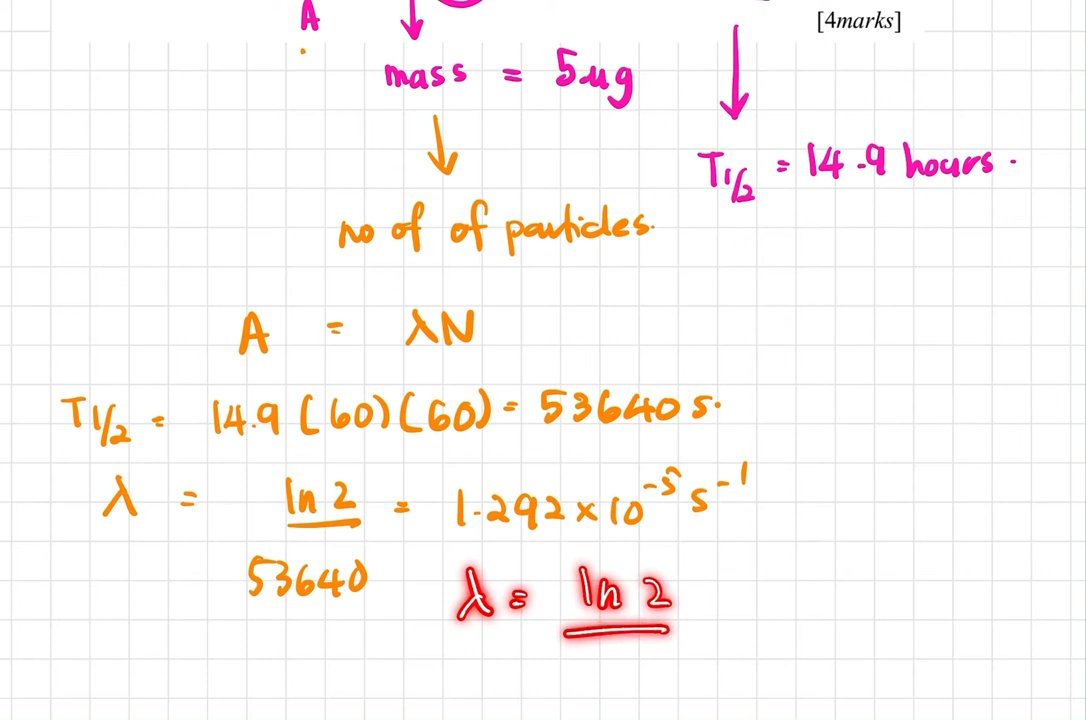 A
[4marks]
mass = 5μg
T1/2 = 14.9 hours.
no of of particles.
A = λN
T1/2 = 14.9 (60)(60) = 53640 s.
λ = ln 2 / 53640 = 1.292 × 10^-5 s^-1
λ = ln 2